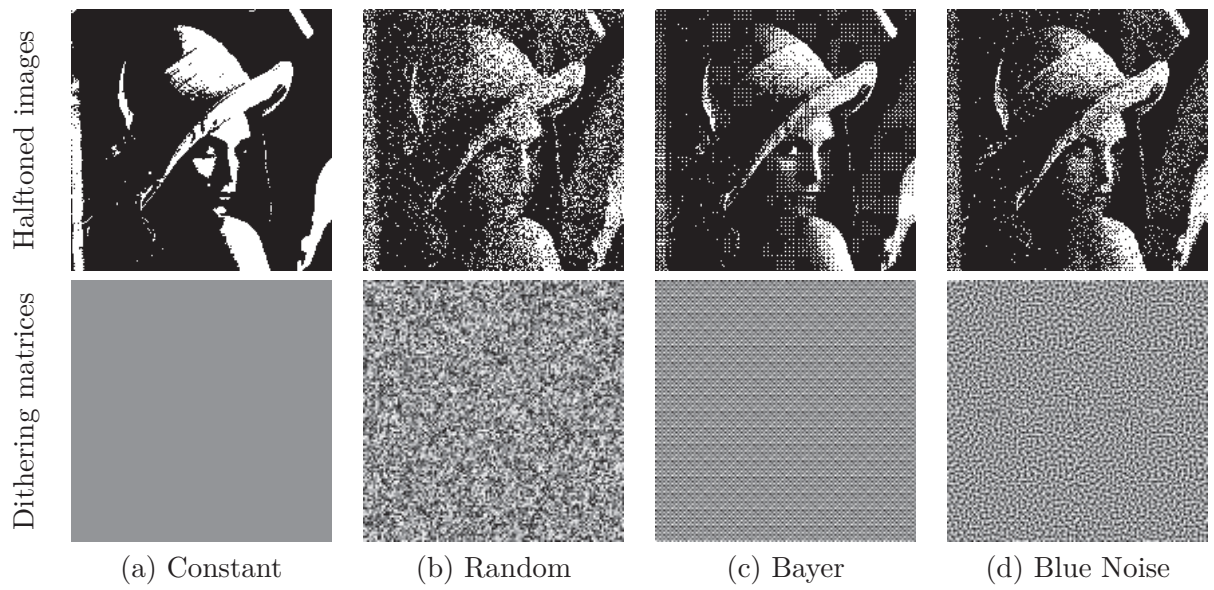 Halftoned images
Dithering matrices
(a) Constant
(b) Random
(c) Bayer
(d) Blue Noise